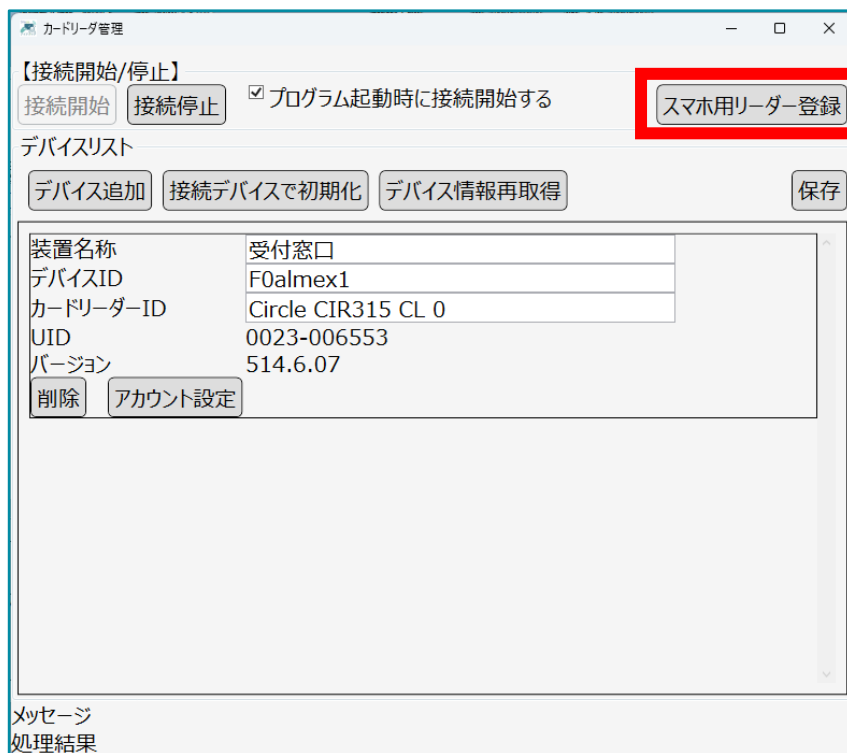 カードリーダ管理
【接続開始/停止】
接続開始 接続停止 プログラム起動時に接続開始する スマホ用リーダー登録
デバイスリスト
デバイス追加 接続デバイスで初期化 デバイス情報再取得 保存
装置名称 受付窓口
デバイスID F0almex1
カードリーダーID Circle CIR315 CL 0
UID 0023-006553
バージョン 514.6.07
削除 アカウント設定
メッセージ
処理結果